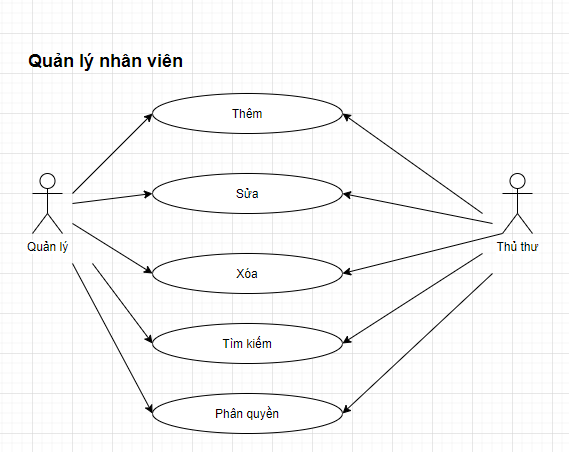 Quản lý nhân viên
Thêm
Sửa
Quản lý
Thủ thư
Xóa
Tìm kiếm
Phân quyền